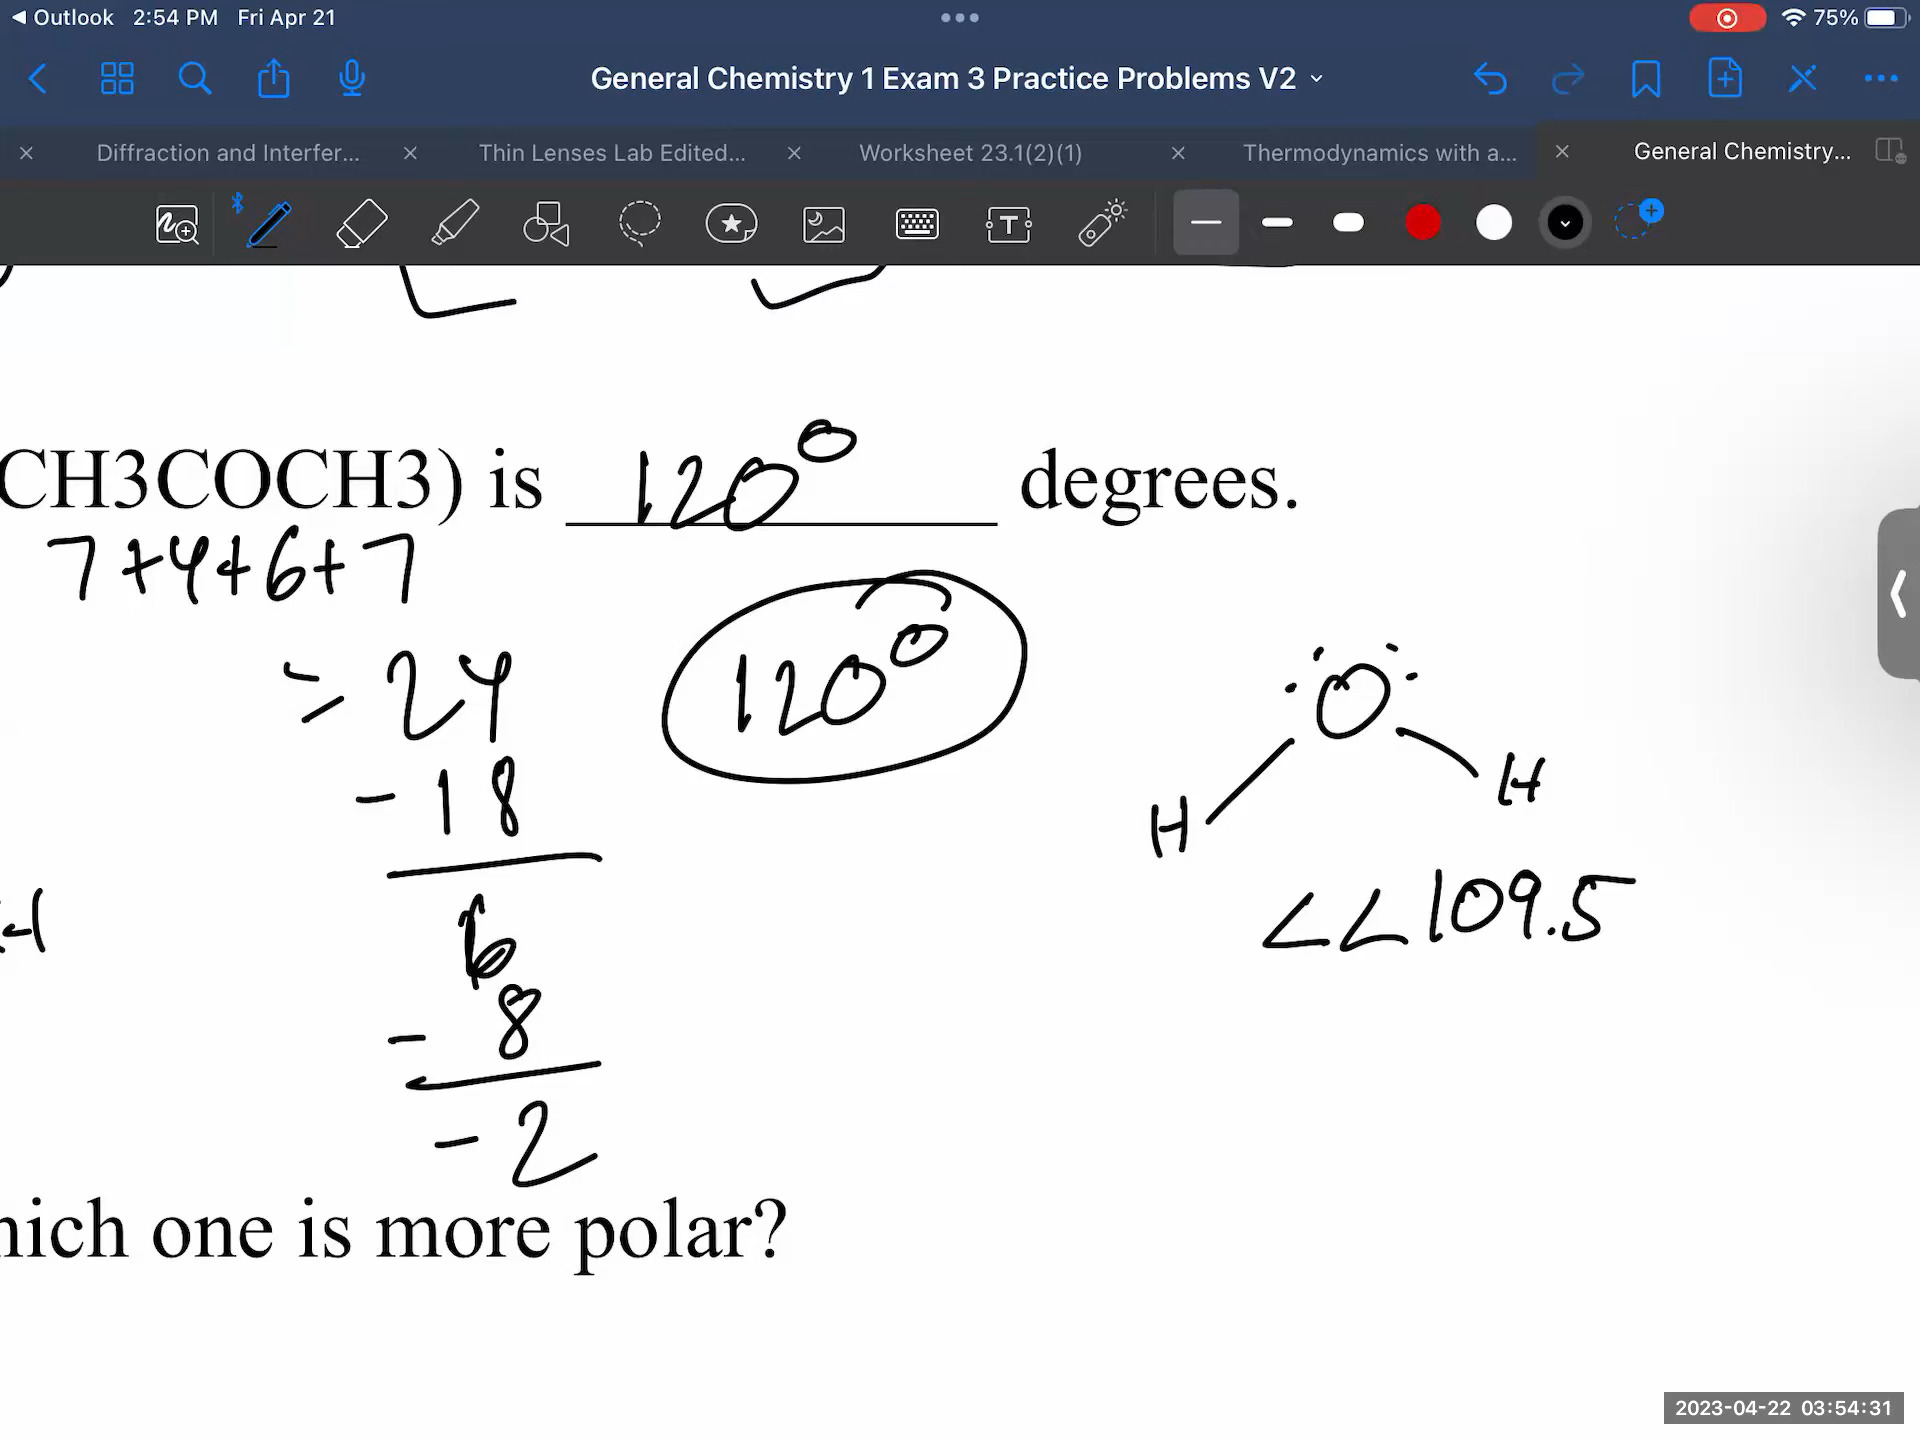 Outlook 2:54 PM Fri Apr 21
75%
General Chemistry 1 Exam 3 Practice Problems V2
Diffraction and Interfer...
Thin Lenses Lab Edited...
Worksheet 23.1(2)(1)
Thermodynamics with a...
General Chemistry...
CH3COCH3) is 120° degrees.
7+4+6+7
24
120°
-18
6
-8
-2
:O:
H
H
<<109.5
hich one is more polar?
2023-04-22 03:54:31